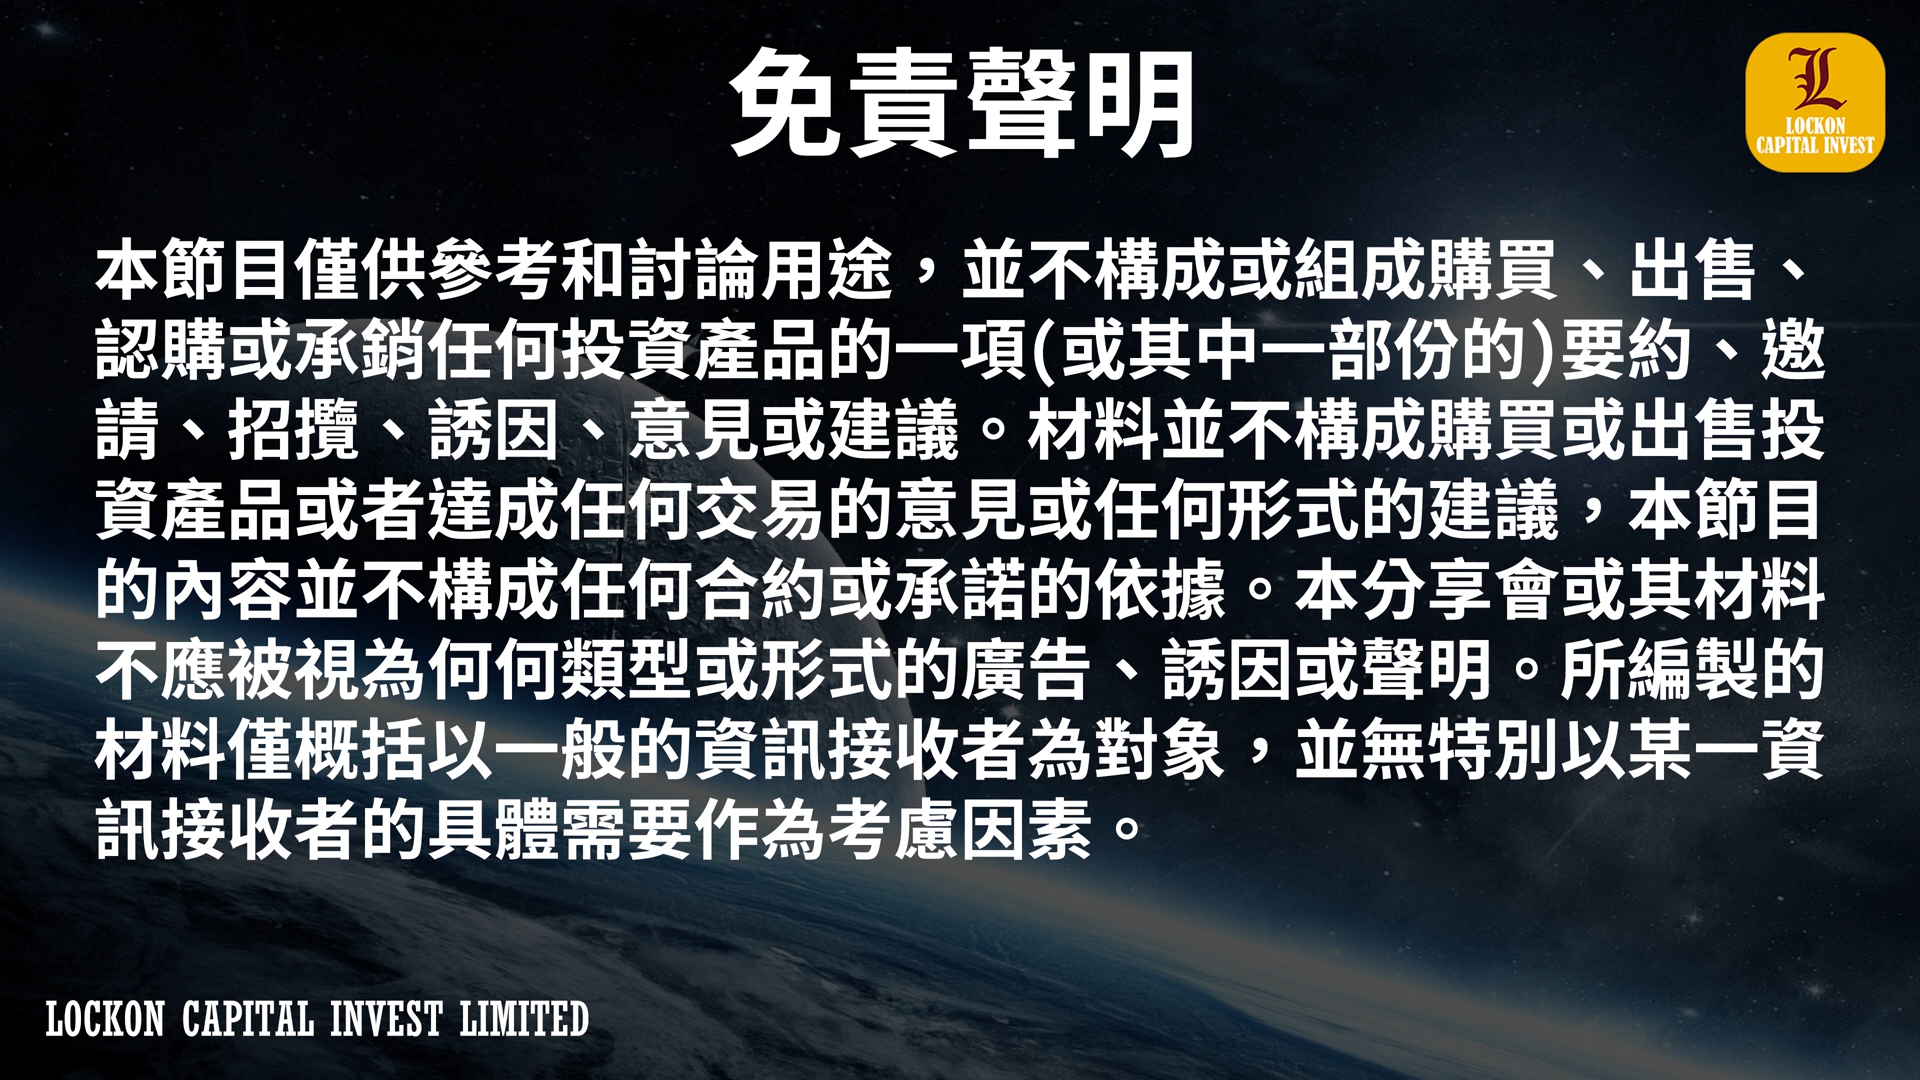 免責聲明
L
LOCKON
CAPITAL INVEST
本節目僅供參考和討論用途，並不構成或組成購買、出售、
認購或承銷任何投資產品的一項(或其中一部份的)要約、邀
請、招攬、誘因、意見或建議。材料並不構成購買或出售投
資產品或者達成任何交易的意見或任何形式的建議，本節目
的內容並不構成任何合約或承諾的依據。本分享會或其材料
不應被視為何何類型或形式的廣告、誘因或聲明。所編製的
材料僅概括以一般的資訊接收者為對象，並無特別以某一資
訊接收者的具體需要作為考慮因素。
LOCKON CAPITAL INVEST LIMITED